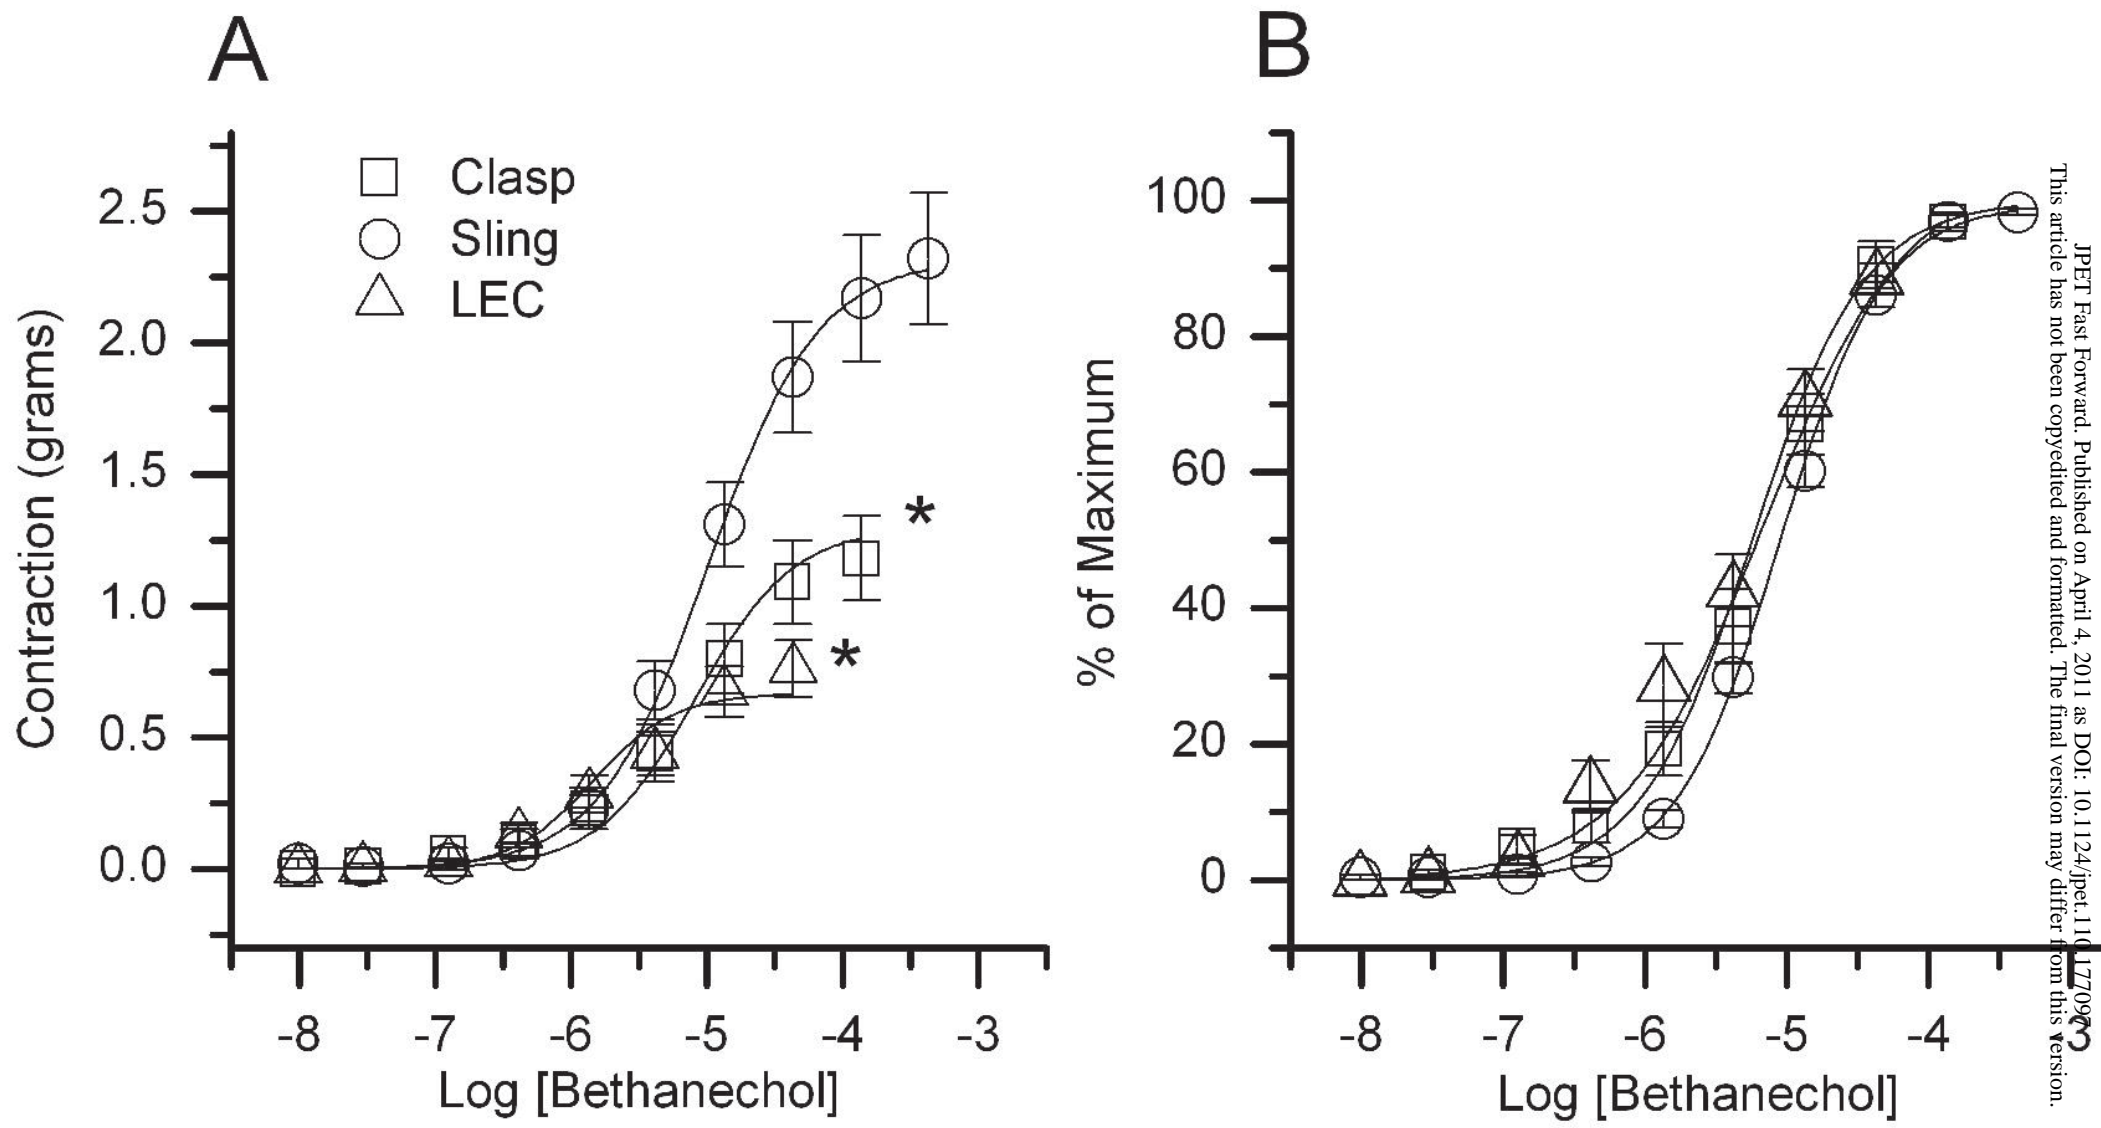 A
B
Clasp
Sling
LEC
2.5
2.0
1.5
1.0
0.5
0.0
Contraction (grams)
-8 -7 -6 -5 -4 -3
Log [Bethanechol]
*
*
100
80
60
40
20
0
% of Maximum
-8 -7 -6 -5 -4 -3
Log [Bethanechol]
JPET Fast Forward. Published on April 4, 2011 as DOI: 10.1124/jpet.110.177097
This article has not been copyedited and formatted. The final version may differ from this version.